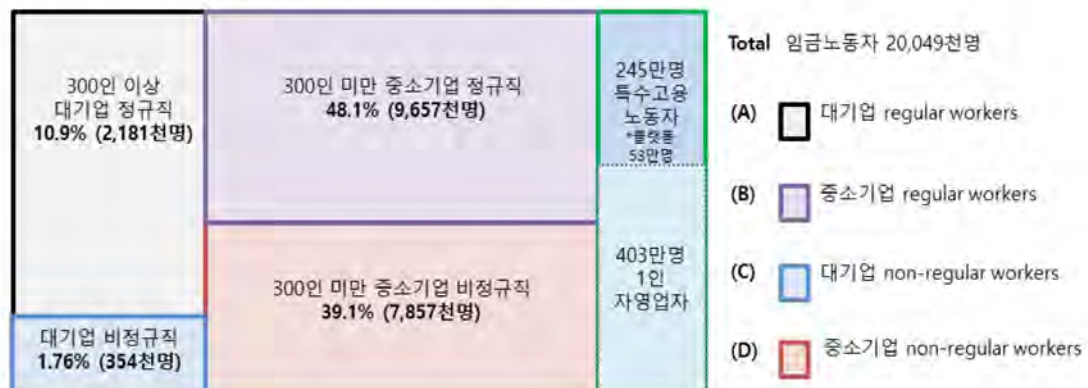 300인 이상
대기업 정규직
10.9% (2,181천명)
대기업 비정규직
1.76% (354천명)
300인 미만 중소기업 정규직
48.1% (9,657천명)
300인 미만 중소기업 비정규직
39.1% (7,857천명)
245만명
특수고용
노동자
*플랫폼
53만명
403만명
1인
자영업자
Total 임금노동자 20,049천명
(A) 대기업 regular workers
(B) 중소기업 regular workers
(C) 대기업 non-regular workers
(D) 중소기업 non-regular workers